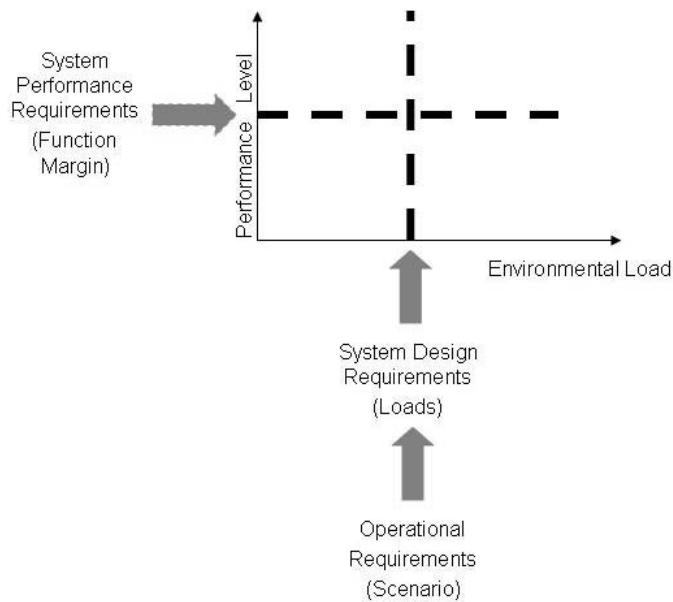 System
Performance
Requirements
(Function
Margin)
Performance Level
Environmental Load
System Design
Requirements
(Loads)
Operational
Requirements
(Scenario)